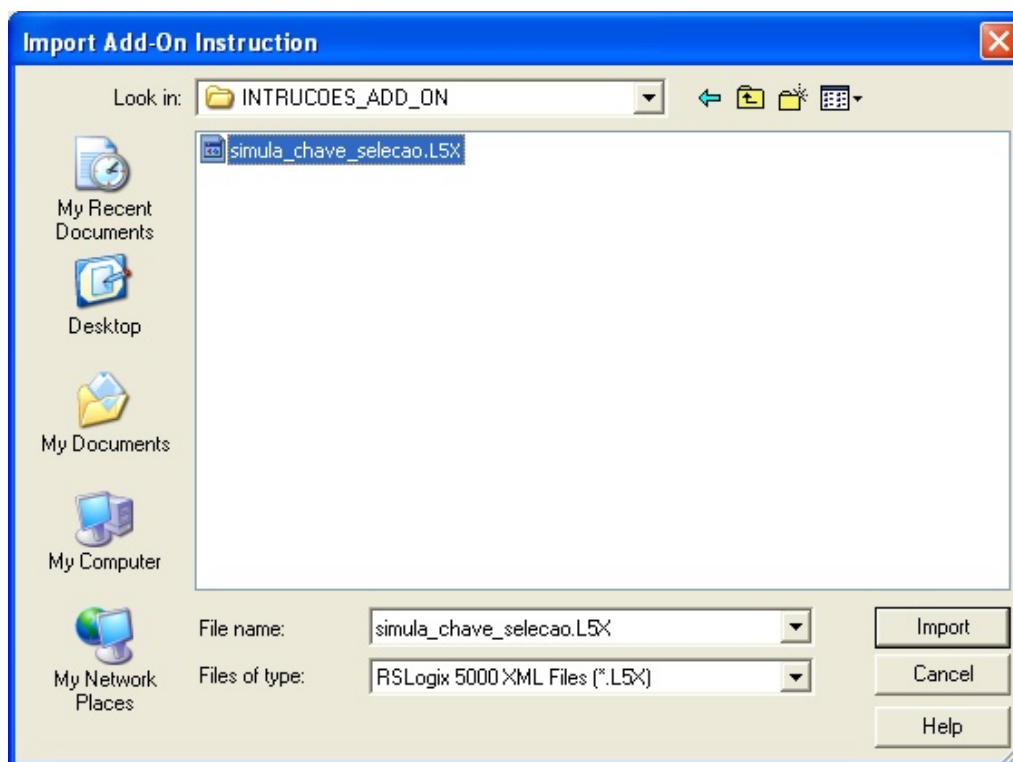 Import Add-On Instruction
Look in:
INTRUCOES_ADD_ON
simula_chave_selecao.L5X
My Recent
Documents
Desktop
My Documents
My Computer
My Network
Places
File name:
simula_chave_selecao.L5X
Import
Files of type:
RSLogix 5000 XML Files (*.L5X)
Cancel
Help